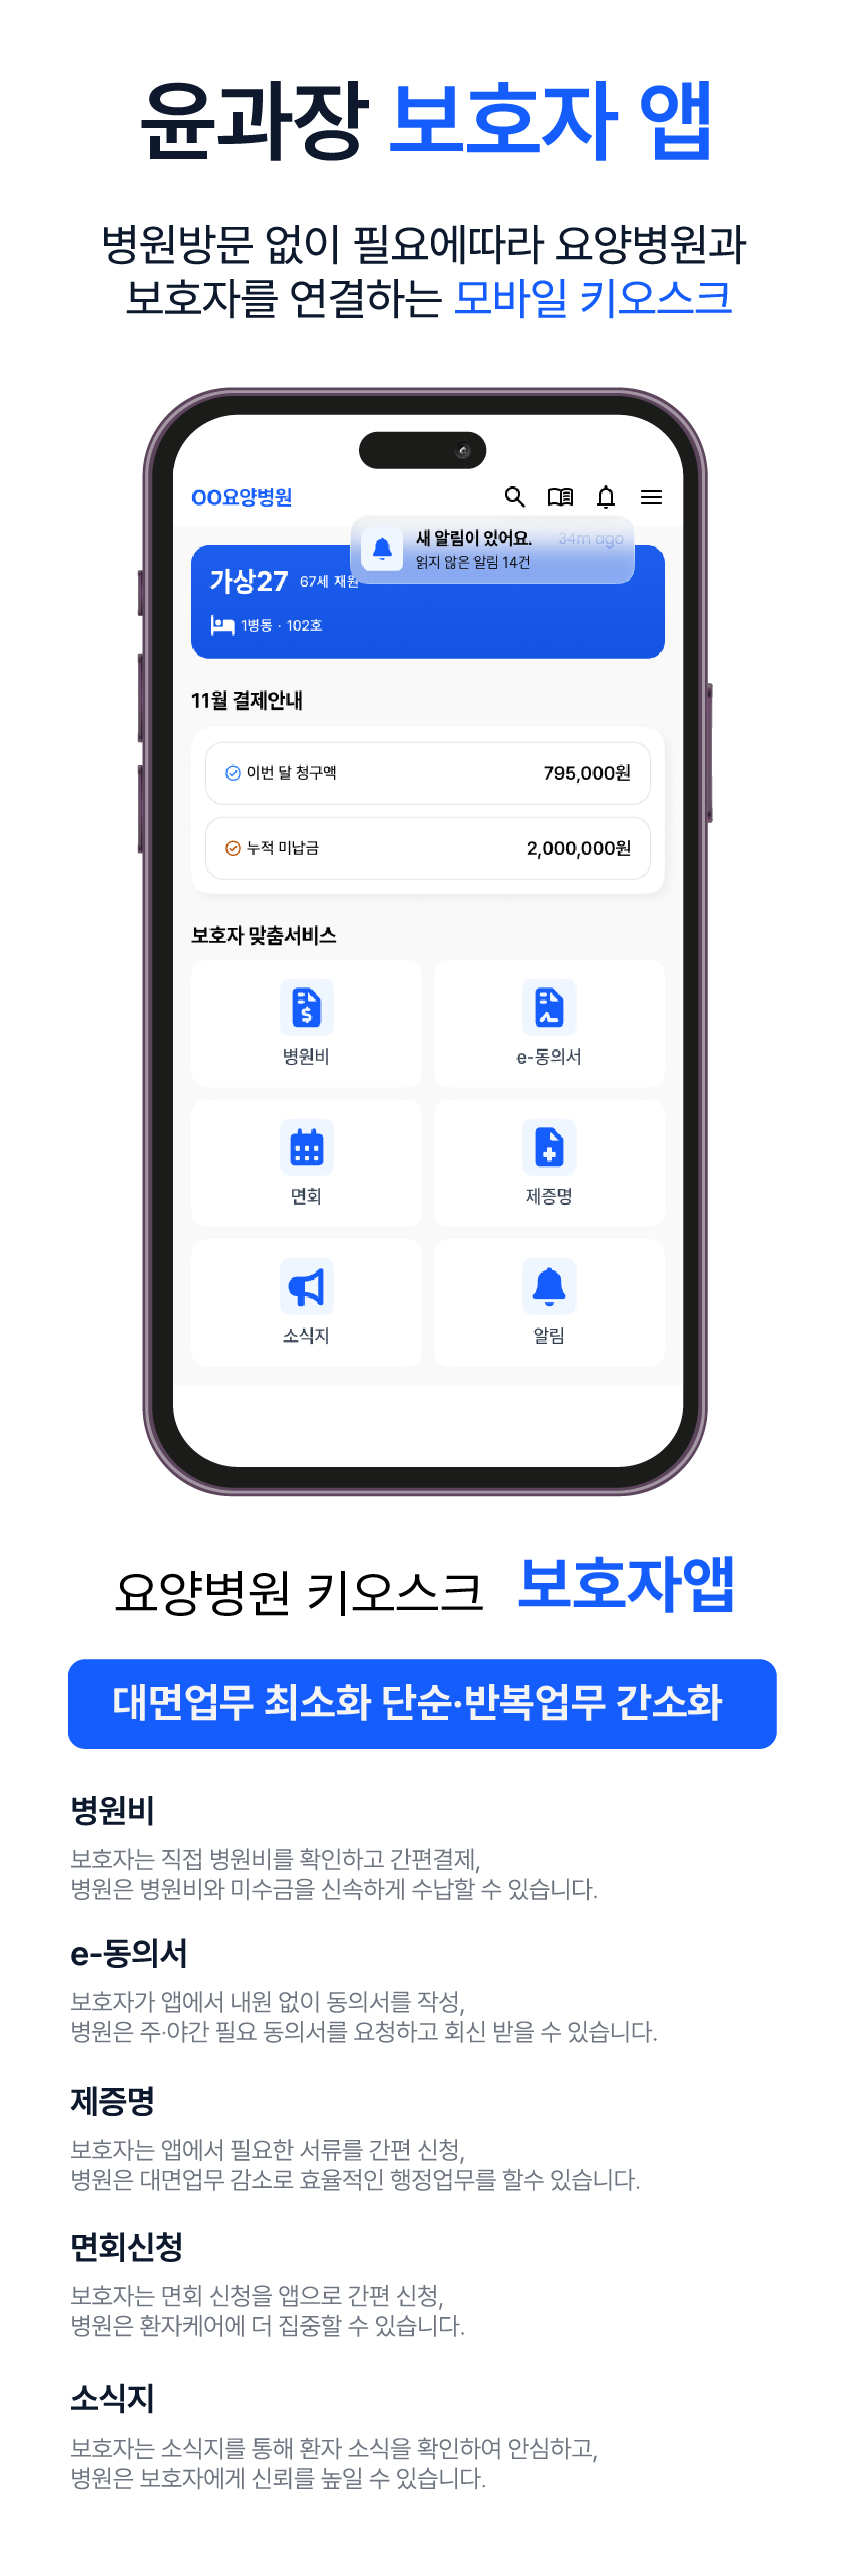 윤과장 보호자 앱
병원방문 없이 필요에따라 요양병원과
보호자를 연결하는 모바일 키오스크
OO요양병원
새 알림이 있어요. 34m ago
읽지 않은 알림 14건
가상27 67세 재원
1병동 · 102호
11월 결제안내
이번 달 청구액 795,000원
누적 미납금 2,000,000원
보호자 맞춤서비스
병원비 e-동의서
면회 제증명
소식지 알림
요양병원 키오스크 보호자앱
대면업무 최소화 단순·반복업무 간소화
병원비
보호자는 직접 병원비를 확인하고 간편결제,
병원은 병원비와 미수금을 신속하게 수납할 수 있습니다.
e-동의서
보호자가 앱에서 내원 없이 동의서를 작성,
병원은 주·야간 필요 동의서를 요청하고 회신 받을 수 있습니다.
제증명
보호자는 앱에서 필요한 서류를 간편 신청,
병원은 대면업무 감소로 효율적인 행정업무를 할수 있습니다.
면회신청
보호자는 면회 신청을 앱으로 간편 신청,
병원은 환자케어에 더 집중할 수 있습니다.
소식지
보호자는 소식지를 통해 환자 소식을 확인하여 안심하고,
병원은 보호자에게 신뢰를 높일 수 있습니다.